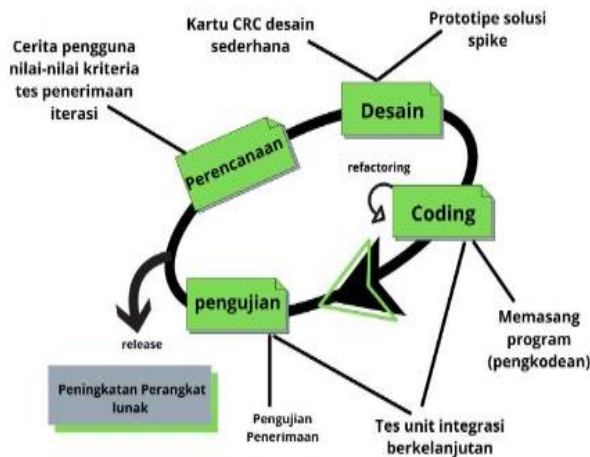 Kartu CRC desain
sederhana
Prototipe solusi
spike
Cerita pengguna
nilai-nilai kriteria
tes penerimaan
iterasi
Desain
Perencanaan
refactoring
Coding
pengujian
release
Memasang
program
(pengkodean)
Peningkatan Perangkat
lunak
Pengujian
Penerimaan
Tes unit integrasi
berkelanjutan